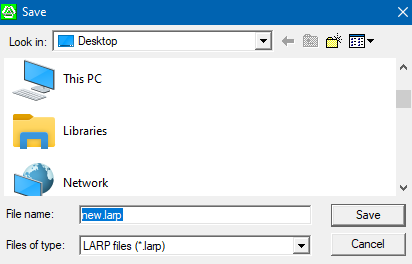 Save
Look in: Desktop
This PC
Libraries
Network
File name: new.larp Save
Files of type: LARP files (*.larp) Cancel